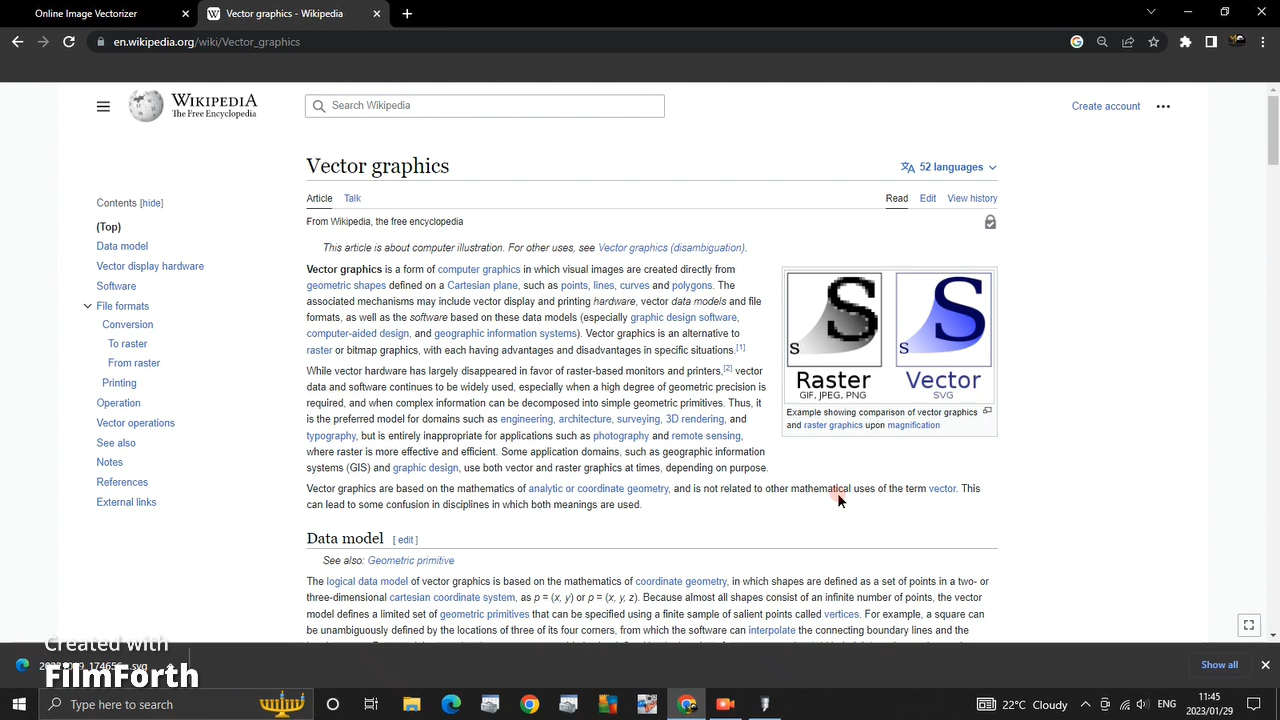 Online Image Vectorizer
Vector graphics - Wikipedia
en.wikipedia.org/wiki/Vector_graphics
WIKIPEDIA
The Free Encyclopedia
Search Wikipedia
Create account
Vector graphics
52 languages
Contents [hide]
(Top)
Data model
Vector display hardware
Software
File formats
Conversion
To raster
From raster
Printing
Operation
Vector operations
See also
Notes
References
External links
Article Talk
Read Edit View history
From Wikipedia, the free encyclopedia
This article is about computer illustration. For other uses, see Vector graphics (disambiguation).
Vector graphics is a form of computer graphics in which visual images are created directly from
geometric shapes defined on a Cartesian plane, such as points, lines, curves and polygons. The
associated mechanisms may include vector display and printing hardware, vector data models and file
formats, as well as the software based on these data models (especially graphic design software,
computer-aided design, and geographic information systems). Vector graphics is an alternative to
raster or bitmap graphics, with each having advantages and disadvantages in specific situations.[1]
While vector hardware has largely disappeared in favor of raster-based monitors and printers,[2] vector
data and software continues to be widely used, especially when a high degree of geometric precision is
required, and when complex information can be decomposed into simple geometric primitives. Thus, it
is the preferred model for domains such as engineering, architecture, surveying, 3D rendering, and
typography, but is entirely inappropriate for applications such as photography and remote sensing,
where raster is more effective and efficient. Some application domains, such as geographic information
systems (GIS) and graphic design, use both vector and raster graphics at times, depending on purpose.
Vector graphics are based on the mathematics of analytic or coordinate geometry, and is not related to other mathematical uses of the term vector. This
can lead to some confusion in disciplines in which both meanings are used.
S S
S S
Raster Vector
GIF, JPEG, PNG SVG
Example showing comparison of vector graphics
and raster graphics upon magnification
Data model [ edit ]
See also: Geometric primitive
The logical data model of vector graphics is based on the mathematics of coordinate geometry, in which shapes are defined as a set of points in a two- or
three-dimensional cartesian coordinate system, as p = (x, y) or p = (x, y, z). Because almost all shapes consist of an infinite number of points, the vector
model defines a limited set of geometric primitives that can be specified using a finite sample of salient points called vertices. For example, a square can
be unambiguously defined by the locations of three of its four corners, from which the software can interpolate the connecting boundary lines and the
Created with
FilmForth
.svg
Show all
Type here to search
22°C Cloudy
ENG
11:45
2023/01/29